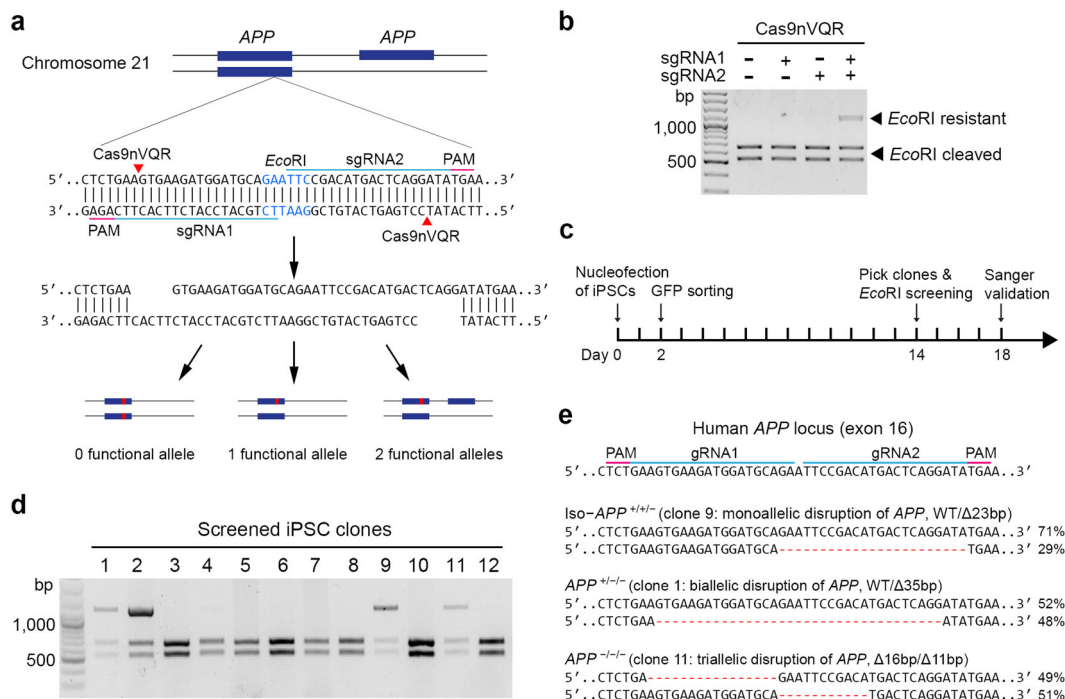 a
APP APP
Chromosome 21
Cas9nVQR EcoRI sgRNA2 PAM
5′..CTCTGAAGTGAAGATGGATGCAGAATTCCGACATGACTCAGGATATGAA..3′
GAGACTTCACTTCTACCTACGTCTTAAGGCTGTACTGAGTCCTATACTT..5′
PAM sgRNA1 Cas9nVQR
5′..CTCTGAA GTGAAGATGGATGCAGAATTCCGACATGACTCAGGATATGAA..3′
3′..GAGACTTCACTTCTACCTACGTCTTAAGGCTGTACTGAGTCC TATACTT..5′
0 functional allele 1 functional allele 2 functional alleles
b
Cas9nVQR
sgRNA1 - + - +
sgRNA2 - - + +
bp
1,000
500
EcoRI resistant
EcoRI cleaved
c
Nucleofection of iPSCs
GFP sorting
Pick clones & EcoRI screening
Sanger validation
Day 0 2 14 18
d
Screened iPSC clones
1 2 3 4 5 6 7 8 9 10 11 12
bp
1,000
500
e
Human APP locus (exon 16)
PAM gRNA1 gRNA2 PAM
5′..CTCTGAAGTGAAGATGGATGCAGAATTCCGACATGACTCAGGATATGAA..3′
Iso–APP +/+/– (clone 9: monoallelic disruption of APP, WT/Δ23bp)
5′..CTCTGAAGTGAAGATGGATGCAGAATTCCGACATGACTCAGGATATGAA..3′ 71%
5′..CTCTGAAGTGAAGATGGATGCA-----------------------TGAA..3′ 29%
APP +/–/– (clone 1: biallelic disruption of APP, WT/Δ35bp)
5′..CTCTGAAGTGAAGATGGATGCAGAATTCCGACATGACTCAGGATATGAA..3′ 52%
5′..CTCTGAA-----------------------------------ATATGAA..3′ 48%
APP –/–/– (clone 11: triallelic disruption of APP, Δ16bp/Δ11bp)
5′..CTCTGA----------------GAATTCCGACATGACTCAGGATATGAA..3′ 49%
5′..CTCTGAAGTGAAGATGGATGCA-----------TGACTCAGGATATGAA..3′ 51%